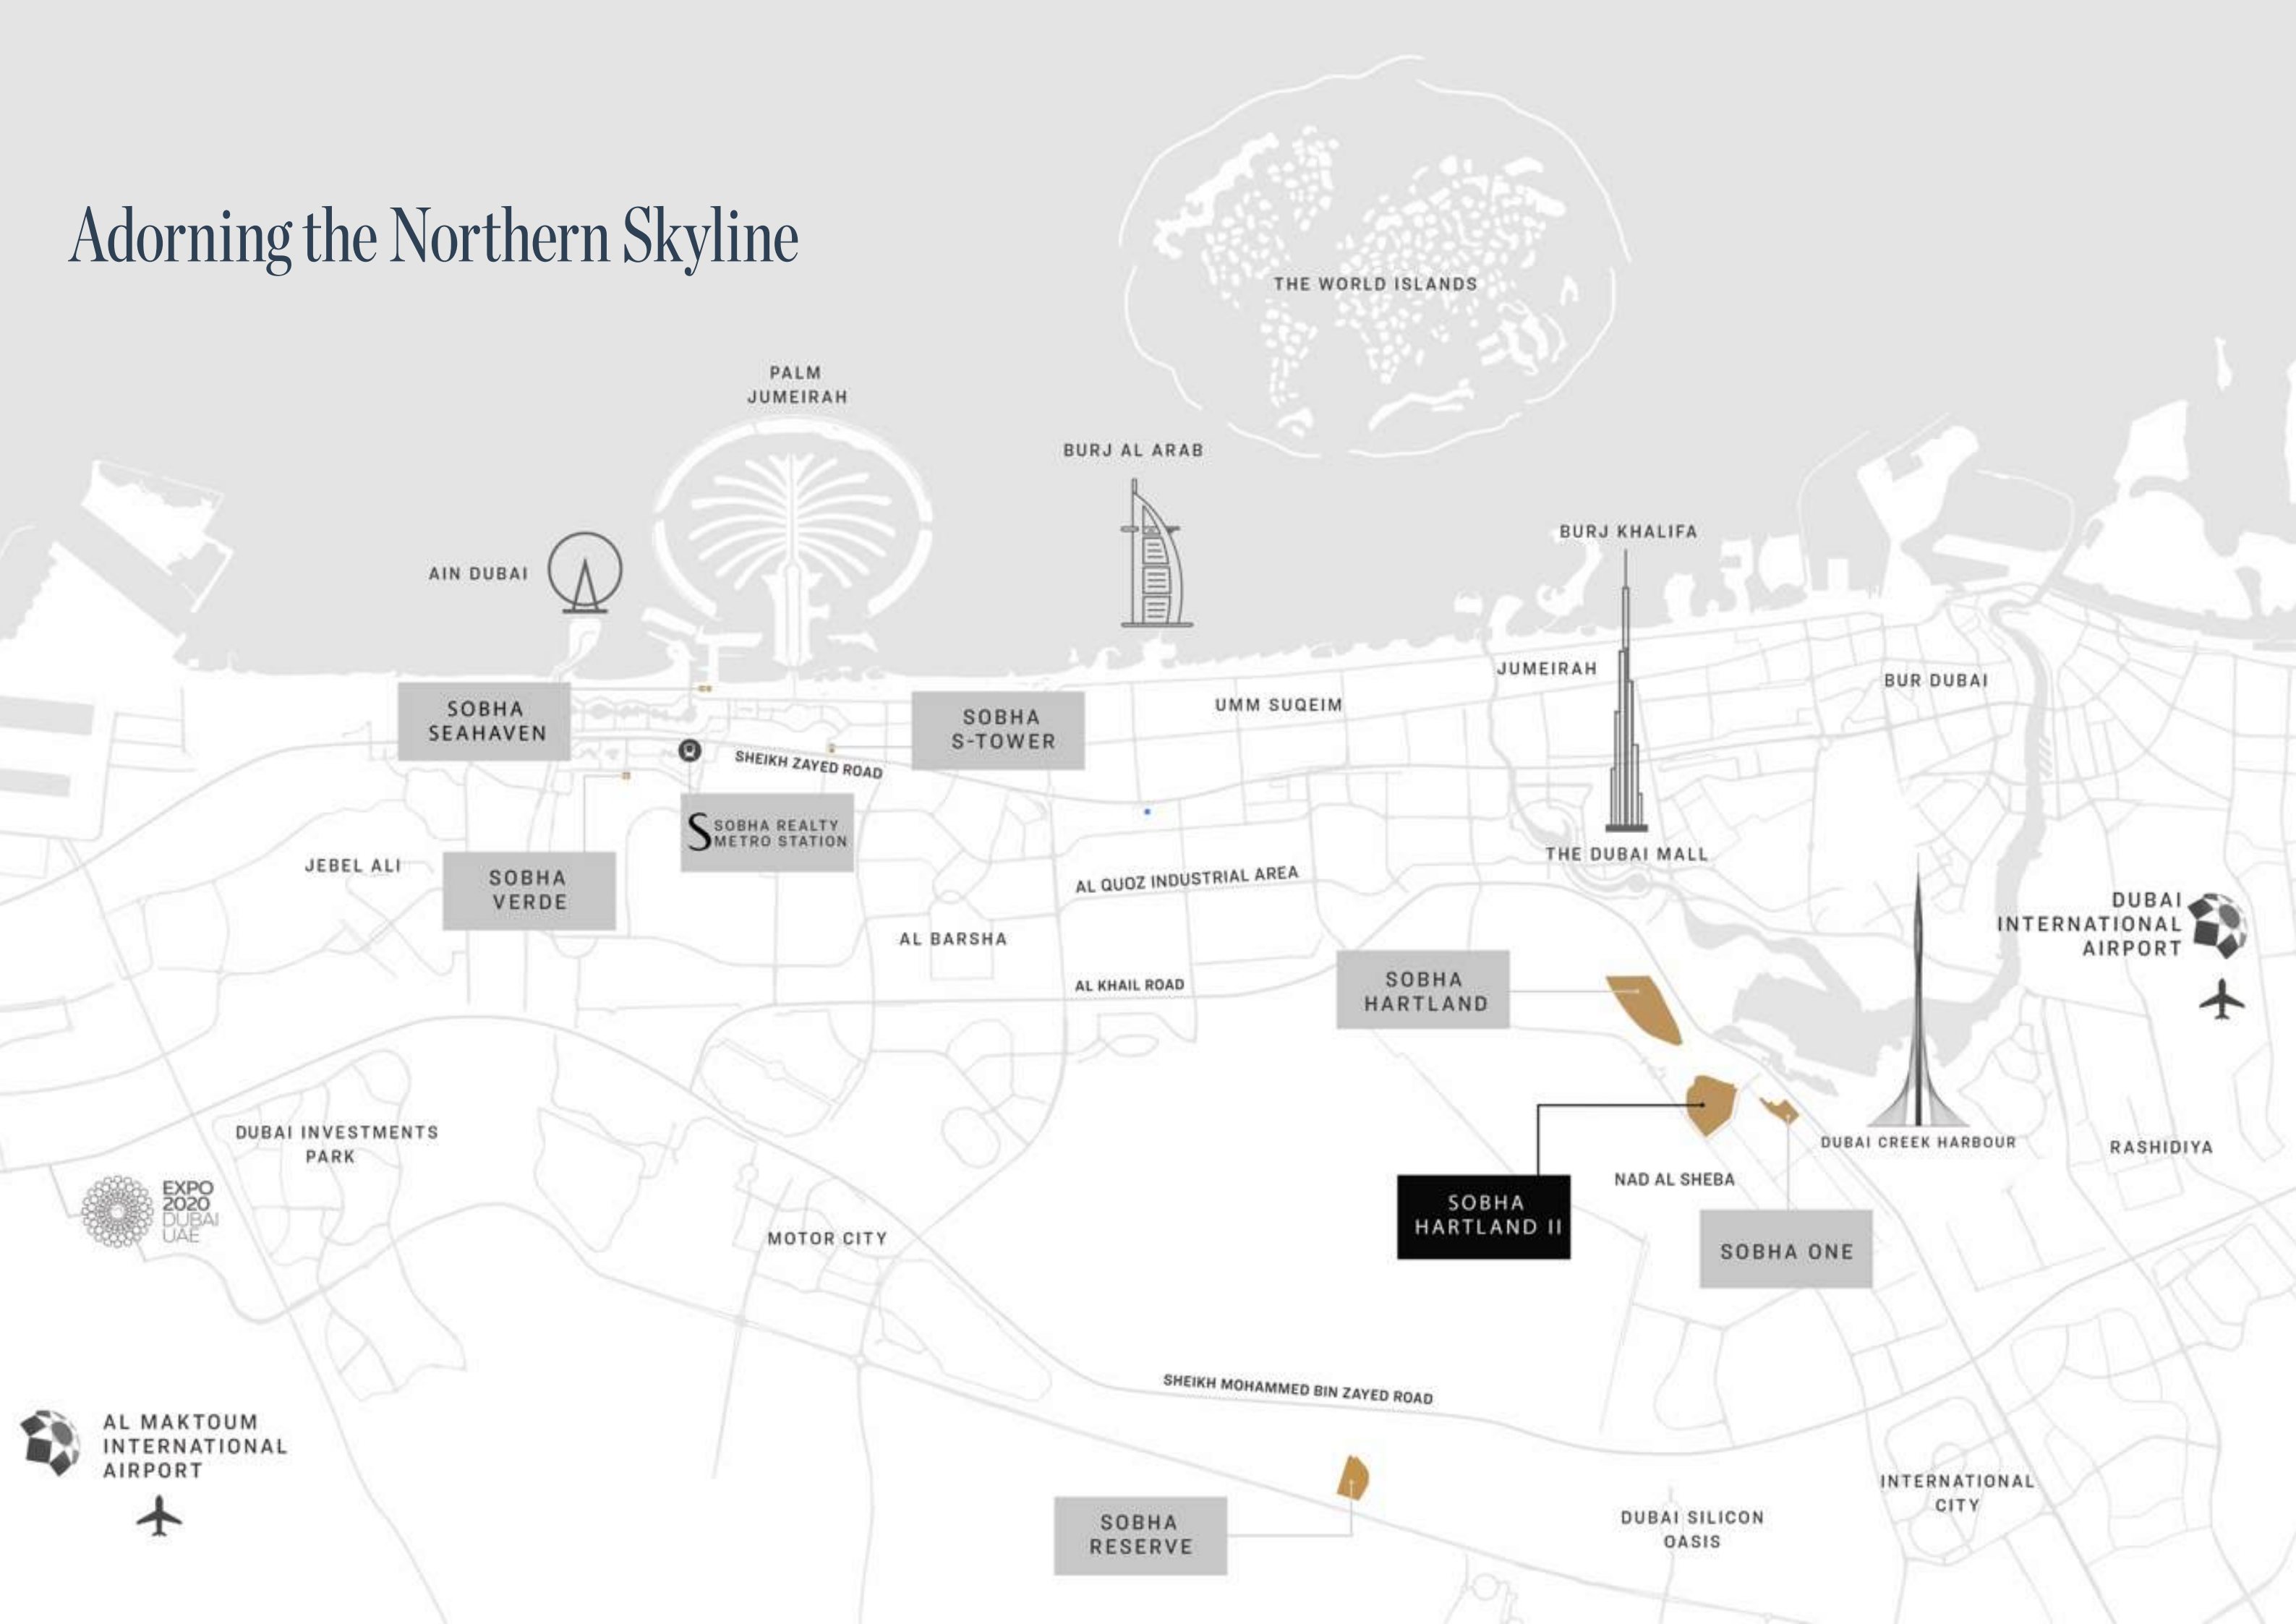 Adorning the Northern Skyline
THE WORLD ISLANDS
PALM
JUMEIRAH
BURJ AL ARAB
BURJ KHALIFA
AIN DUBAI
JUMEIRAH
BUR DUBAI
SOBHA
SEAHAVEN
SOBHA
S-TOWER
UMM SUQEIM
SHEIKH ZAYED ROAD
S SOBHA REALTY
METRO STATION
JEBEL ALI
SOBHA
VERDE
THE DUBAI MALL
AL QUOZ INDUSTRIAL AREA
DUBAI
INTERNATIONAL
AIRPORT
AL BARSHA
AL KHAIL ROAD
SOBHA
HARTLAND
DUBAI INVESTMENTS
PARK
DUBAI CREEK HARBOUR
RASHIDIYA
NAD AL SHEBA
EXPO
2020
DUBAI
UAE
SOBHA
HARTLAND II
MOTOR CITY
SOBHA ONE
SHEIKH MOHAMMED BIN ZAYED ROAD
AL MAKTOUM
INTERNATIONAL
AIRPORT
INTERNATIONAL
CITY
SOBHA
RESERVE
DUBAI SILICON
OASIS